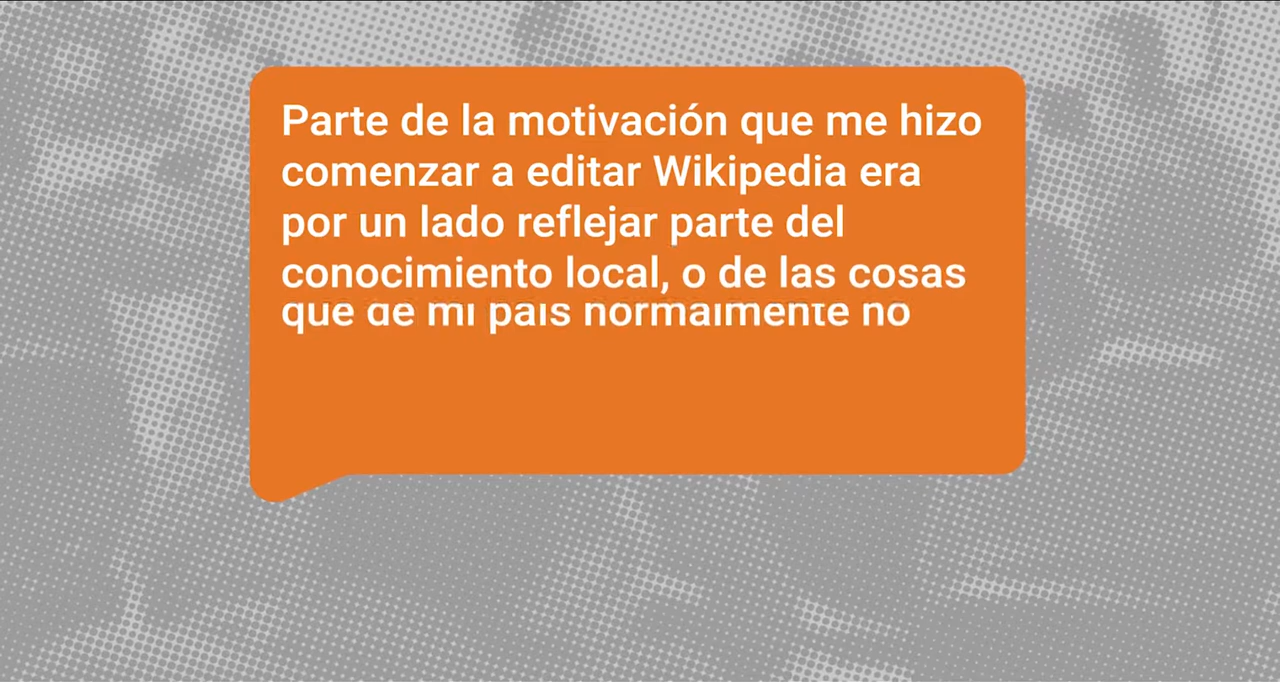 Parte de la motivación que me hizo
comenzar a editar Wikipedia era
por un lado reflejar parte del
conocimiento local, o de las cosas
que de mi país normalmente no